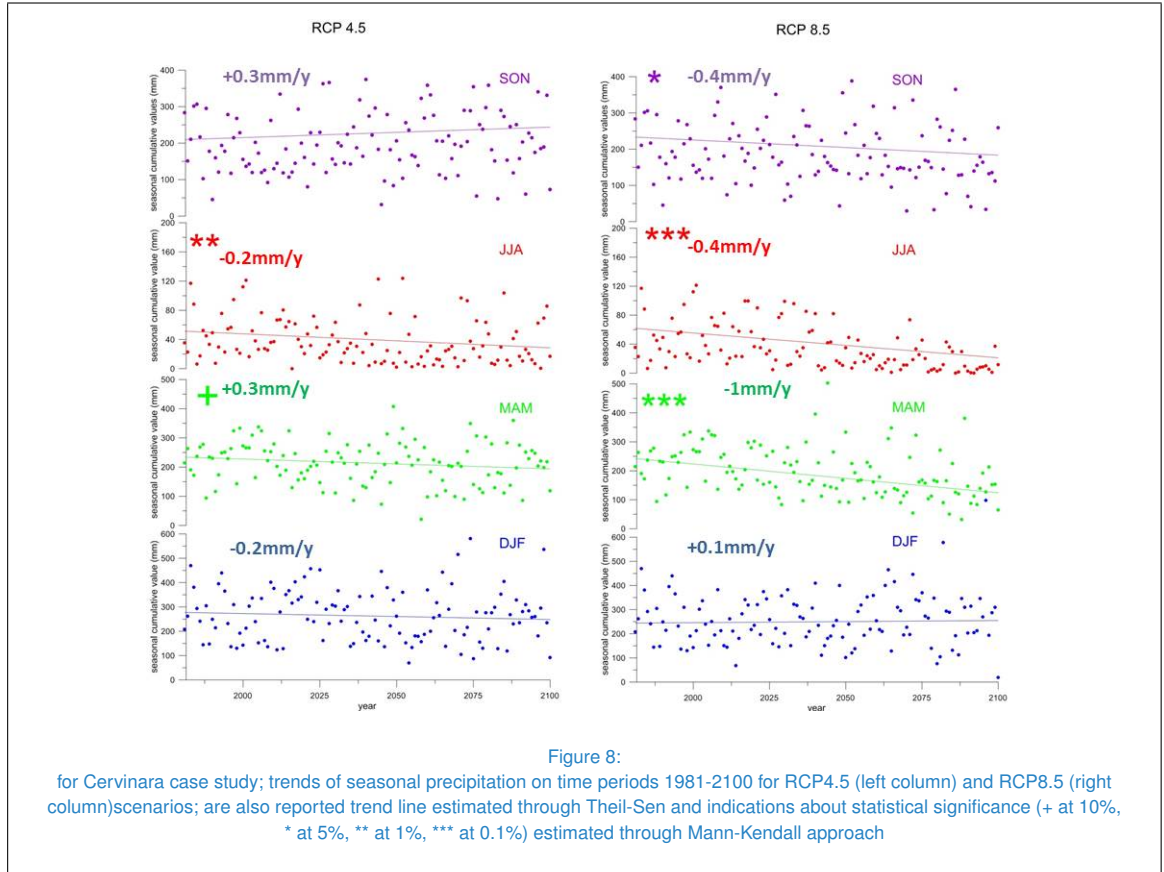 RCP 4.5
RCP 8.5
+0.3mm/y
SON
seasonal cumulative values (mm)
400
300
200
100
0
* -0.4mm/y
SON
seasonal cumulative value (mm)
400
300
200
100
0
**
-0.2mm/y
JJA
seasonal cumulative value (mm)
200
160
120
80
40
0
*** -0.4mm/y
JJA
seasonal cumulative value (mm)
200
160
120
80
40
0
+ +0.3mm/y
MAM
seasonal cumulative value (mm)
500
400
300
200
100
0
-1mm/y
***
MAM
seasonal cumulative value (mm)
500
400
300
200
100
0
-0.2mm/y
DJF
seasonal cumulative value (mm)
600
500
400
300
200
100
0
2000 2025 2050 2075 2100
year
+0.1mm/y
DJF
seasonal cumulative value (mm)
600
500
400
300
200
100
0
2000 2025 2050 2075 2100
year
Figure 8:
for Cervinara case study; trends of seasonal precipitation on time periods 1981-2100 for RCP4.5 (left column) and RCP8.5 (right
column)scenarios; are also reported trend line estimated through Theil-Sen and indications about statistical significance (+ at 10%,
* at 5%, ** at 1%, *** at 0.1%) estimated through Mann-Kendall approach